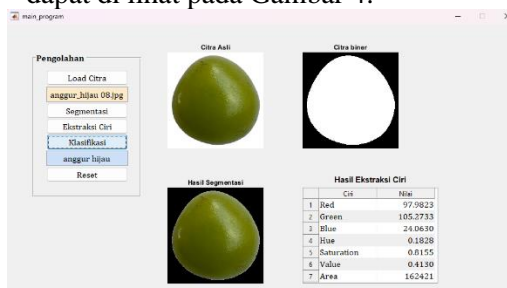 dapat di lihat pada Gambar 4.
main_program
Pengolahan
Load Citra
anggur_hijau 08.jpg
Segmentasi
Ekstraksi Ciri
Klasifikasi
anggur hijau
Reset
Citra Asli
Citra biner
Hasil Segmentasi
Hasil Ekstraksi Ciri
Ciri Nilai
1 Red 97.9823
2 Green 105.2733
3 Blue 24.0630
4 Hue 0.1828
5 Saturation 0.8155
6 Value 0.4130
7 Area 162421